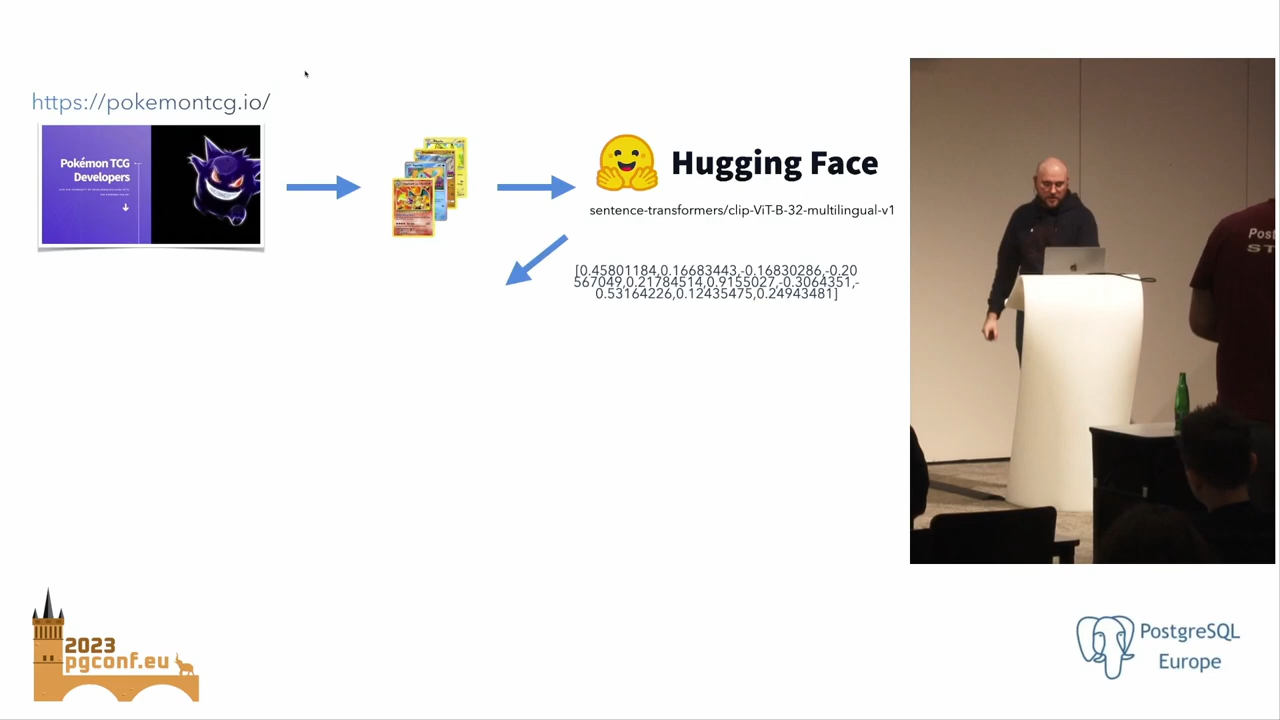 https://pokemontcg.io/
Pokémon TCG
Developers
Hugging Face
sentence-transformers/clip-ViT-B-32-multilingual-v1
[0.45801184,0.16683443,-0.16830286,-0.20
567049,0.21784514,0.9155027,-0.3064351,-
0.53164226,0.12435475,0.24943481]
Post
ST
2023
pgconf.eu
PostgreSQL
Europe